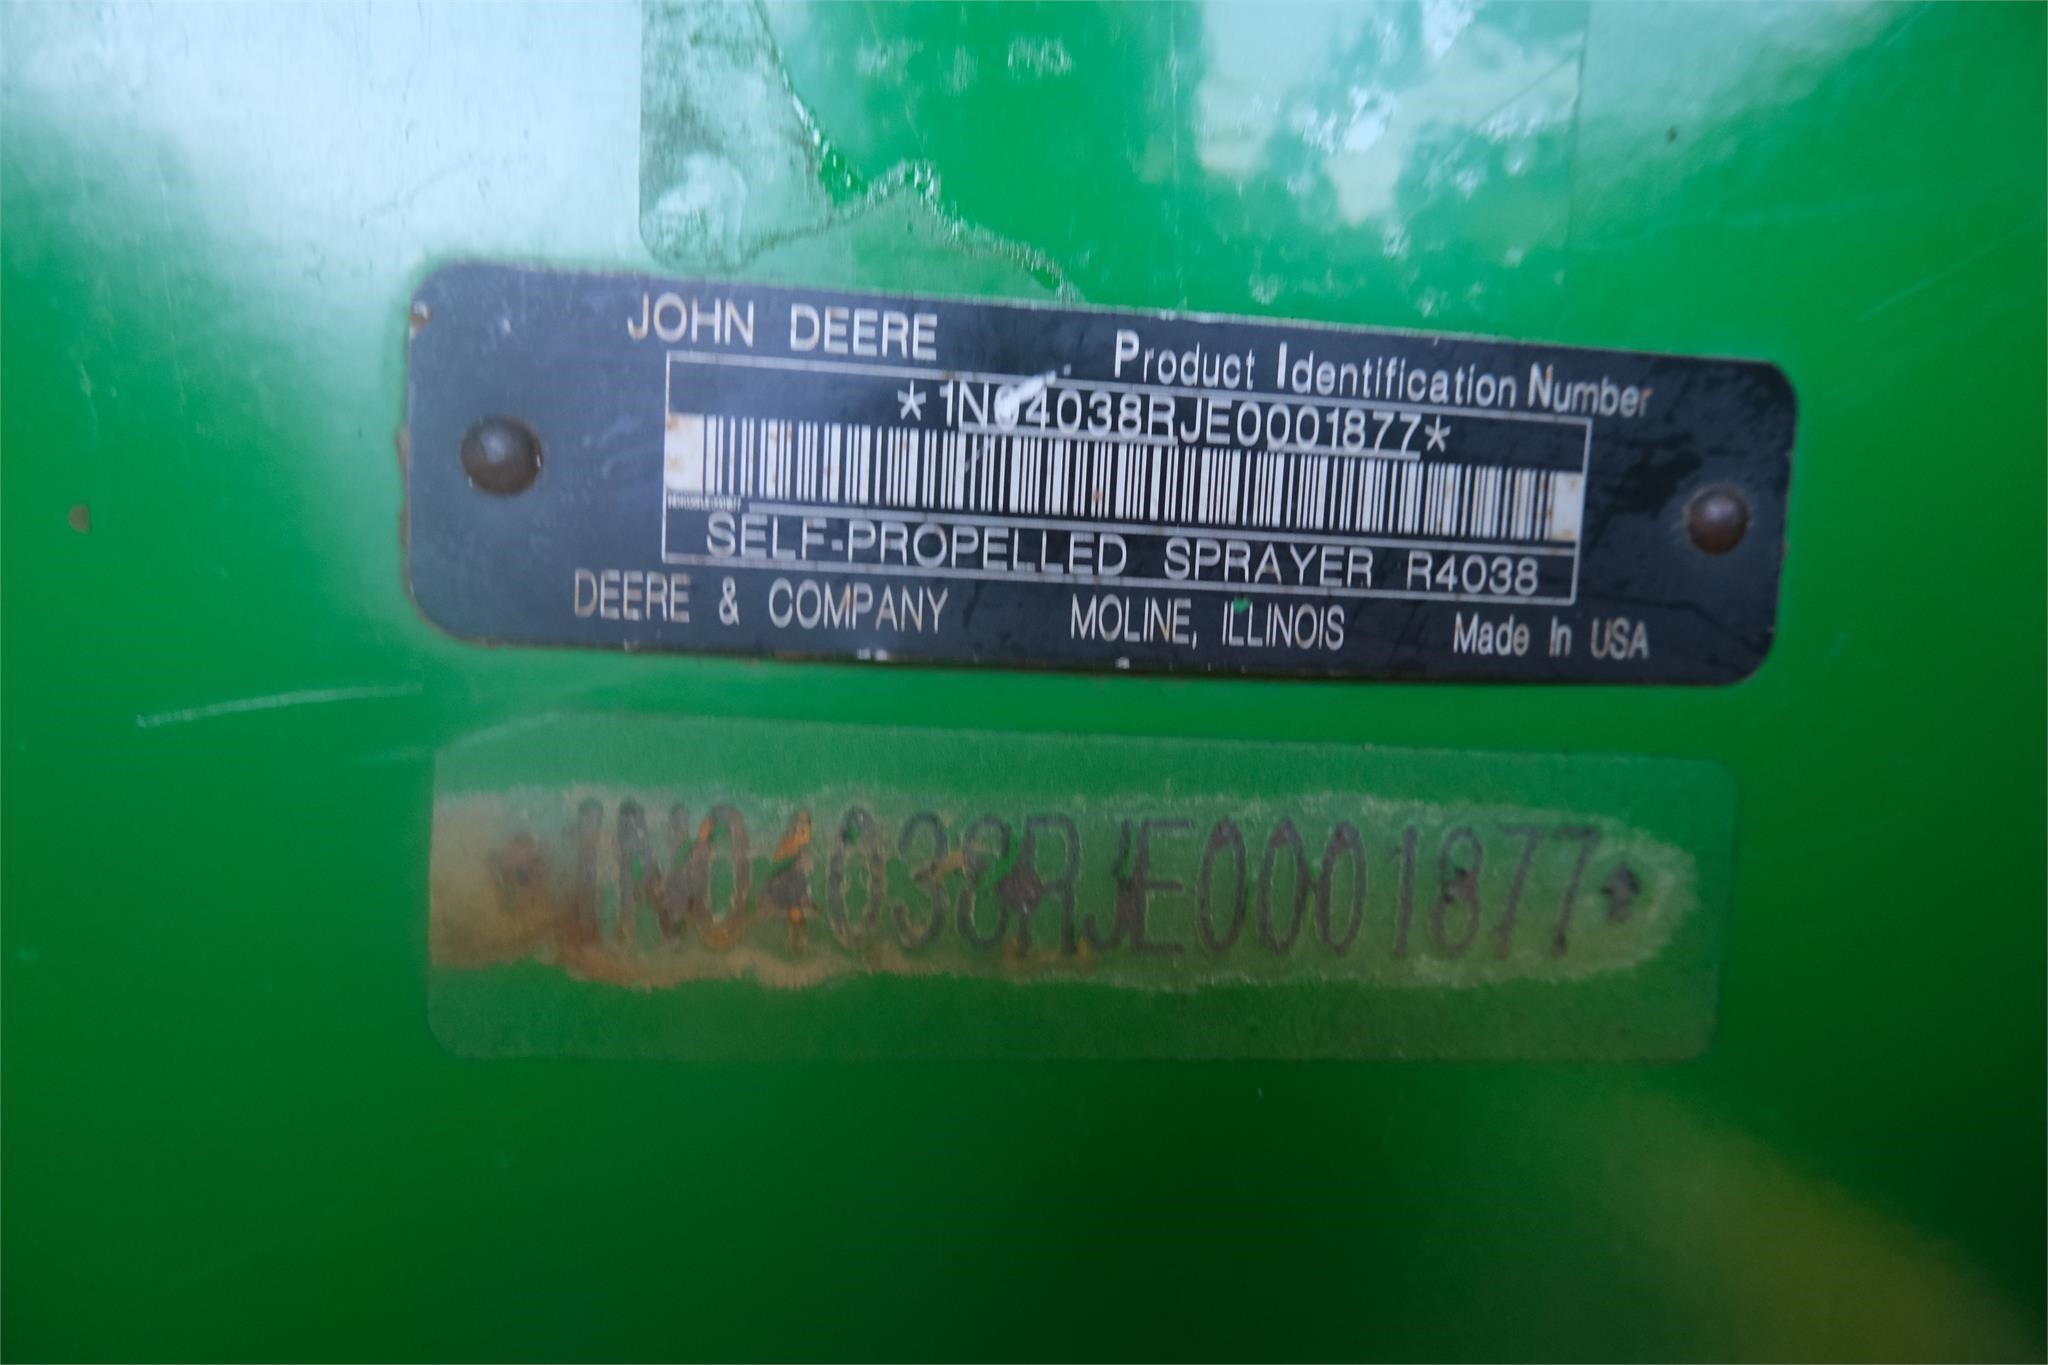 JOHN DEERE Product Identification Number
*1N04038RJE0001877*
SELF-PROPELLED SPRAYER R4038
DEERE & COMPANY MOLINE, ILLINOIS Made In USA
*1N04038RJE0001877*